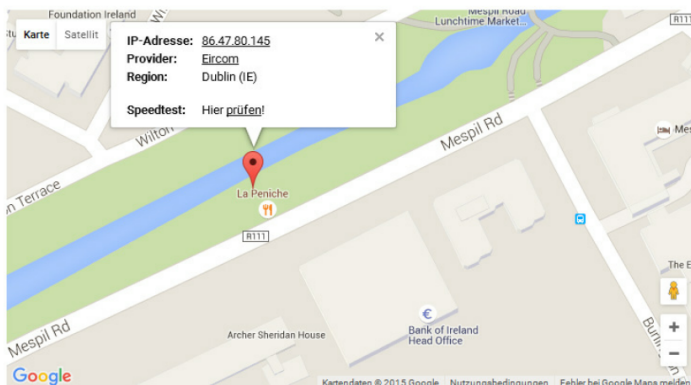 Foundation Ireland
Mespil Road
Lunchtime Market...
R111
Karte Satellit
IP-Adresse: 86.47.80.145
Provider: Eircom
Region: Dublin (IE)
Speedtest: Hier prüfen!
Wilton
Mespil Rd
Mes
Terrace
La Peniche
R111
The E
Mespil Rd
Archer Sheridan House
Bank of Ireland
Head Office
Google
Kartendaten © 2015 Google Nutzungsbedingungen Fehler bei Google Maps melden